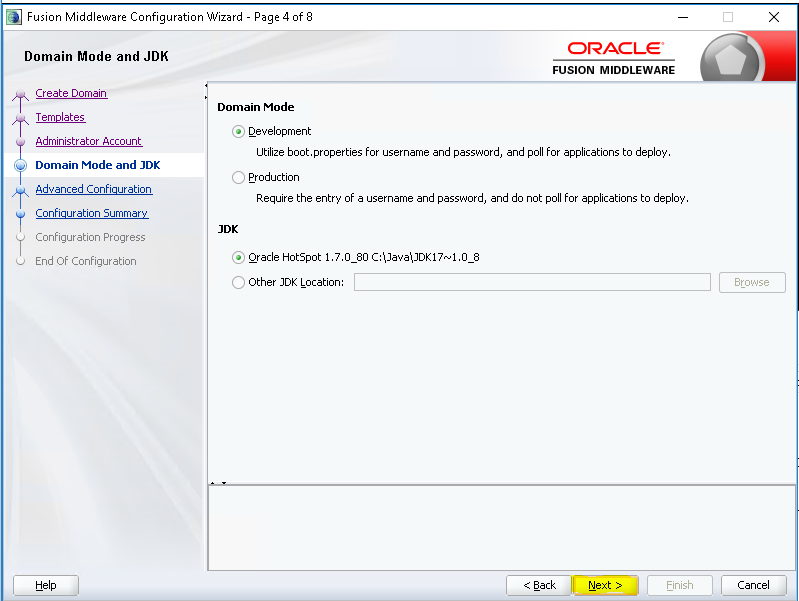 Fusion Middleware Configuration Wizard - Page 4 of 8
Domain Mode and JDK
ORACLE®
FUSION MIDDLEWARE
Create Domain
Templates
Administrator Account
Domain Mode and JDK
Advanced Configuration
Configuration Summary
Configuration Progress
End Of Configuration
Domain Mode
Development
Utilize boot.properties for username and password, and poll for applications to deploy.
Production
Require the entry of a username and password, and do not poll for applications to deploy.
JDK
Oracle HotSpot 1.7.0_80 C:\Java\JDK17~1.0_8
Other JDK Location:
Browse
Help
< Back
Next >
Finish
Cancel